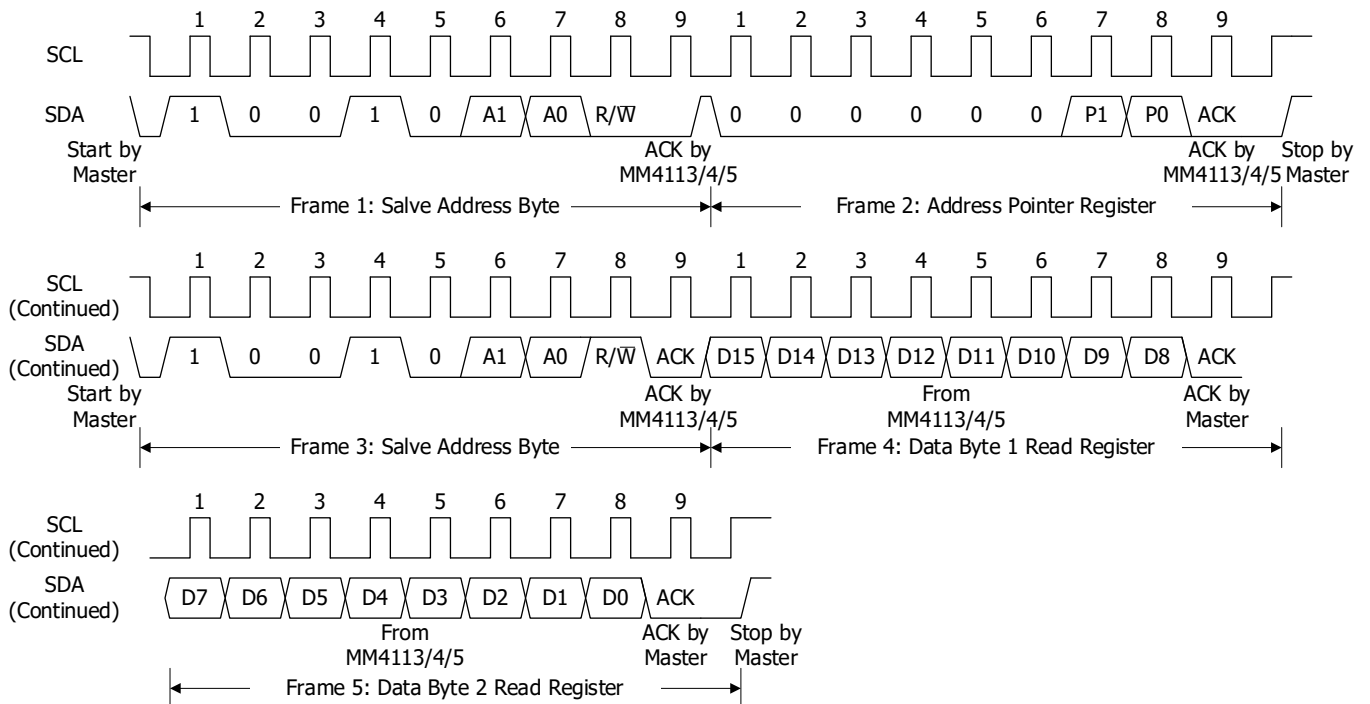 1 2 3 4 5 6 7 8 9 1 2 3 4 5 6 7 8 9
SCL
SDA 1 0 0 1 0 A1 A0 R/W̅ 0 0 0 0 0 0 P1 P0 ACK
Start by Master
ACK by MM4113/4/5
ACK by MM4113/4/5
Stop by Master
Frame 1: Salve Address Byte
Frame 2: Address Pointer Register
1 2 3 4 5 6 7 8 9 1 2 3 4 5 6 7 8 9
SCL
(Continued)
SDA
(Continued)
1 0 0 1 0 A1 A0 R/W̅ ACK D15 D14 D13 D12 D11 D10 D9 D8 ACK
Start by Master
ACK by MM4113/4/5
From MM4113/4/5
ACK by Master
Frame 3: Salve Address Byte
Frame 4: Data Byte 1 Read Register
1 2 3 4 5 6 7 8 9
SCL
(Continued)
SDA
(Continued)
D7 D6 D5 D4 D3 D2 D1 D0 ACK
From MM4113/4/5
ACK by Master
Stop by Master
Frame 5: Data Byte 2 Read Register